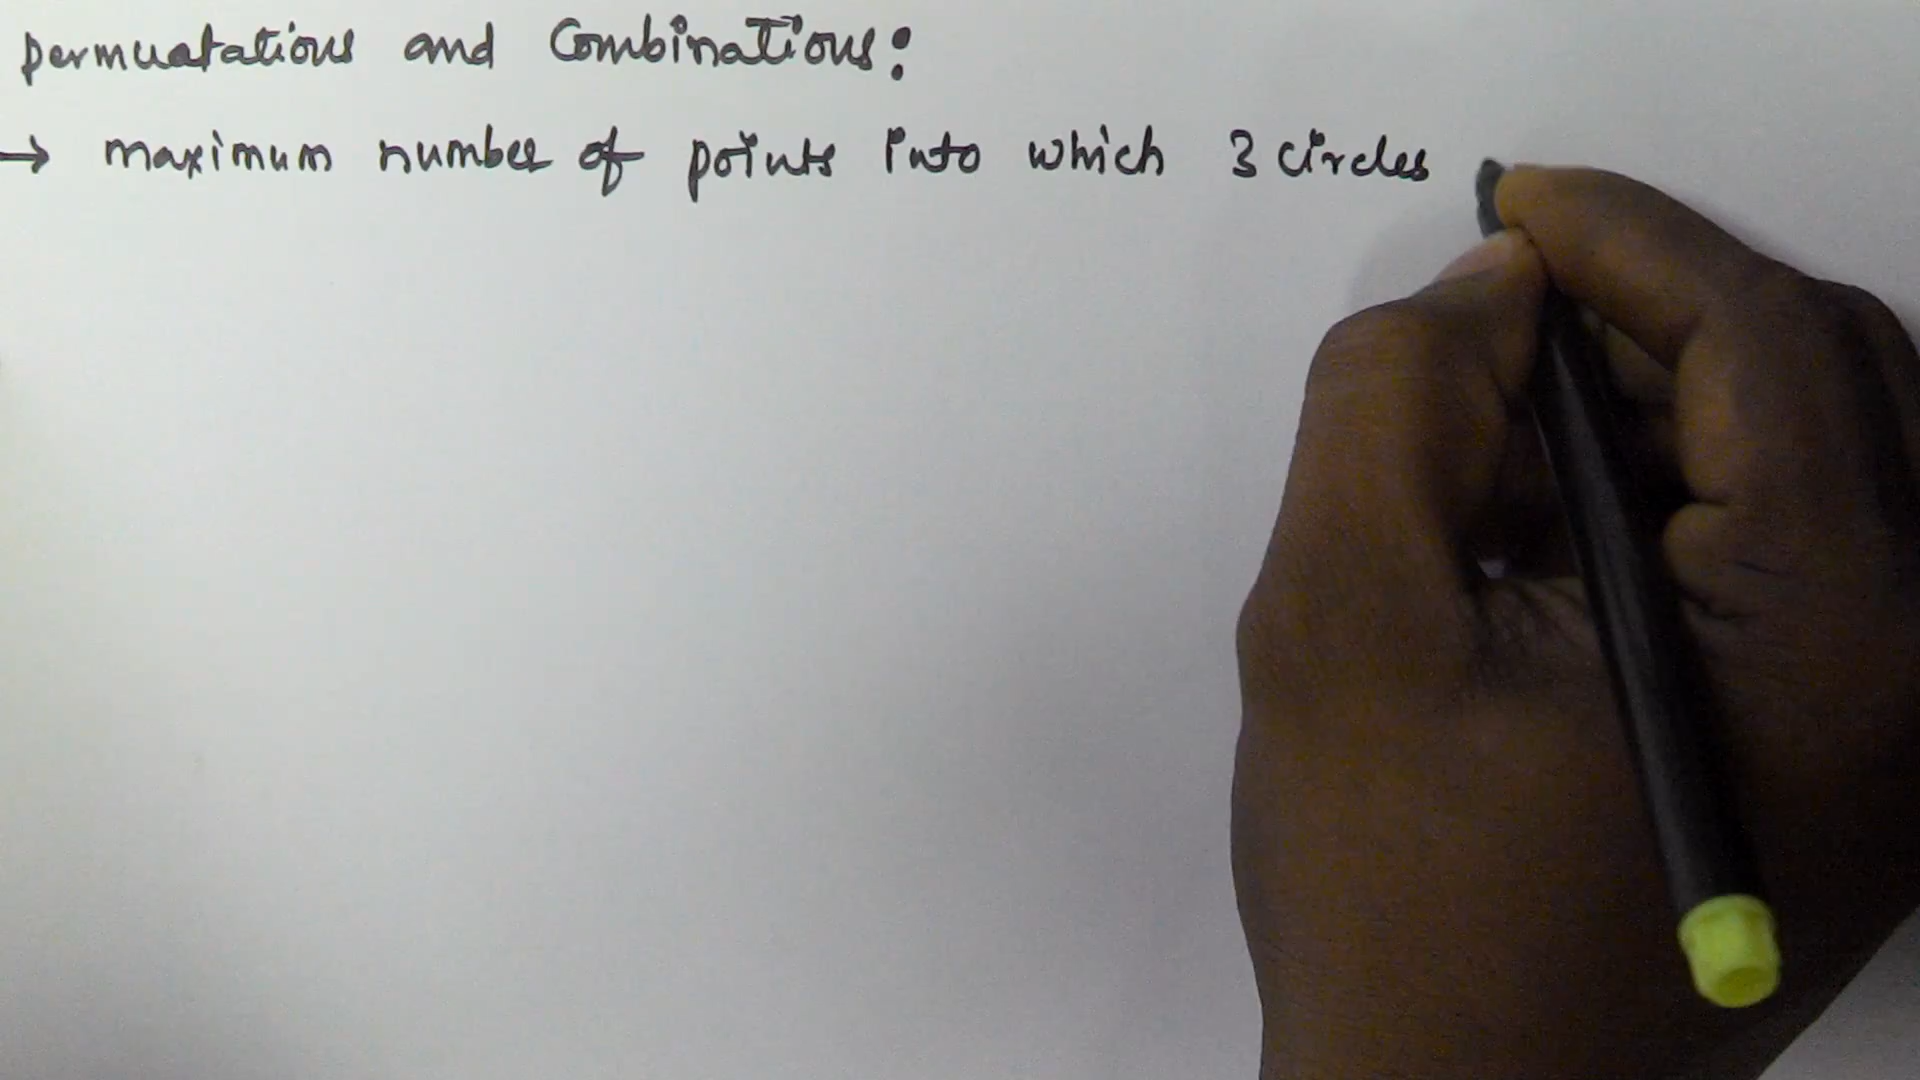 permuatations and Combinations:
→ maximum number of points into which 3 circles